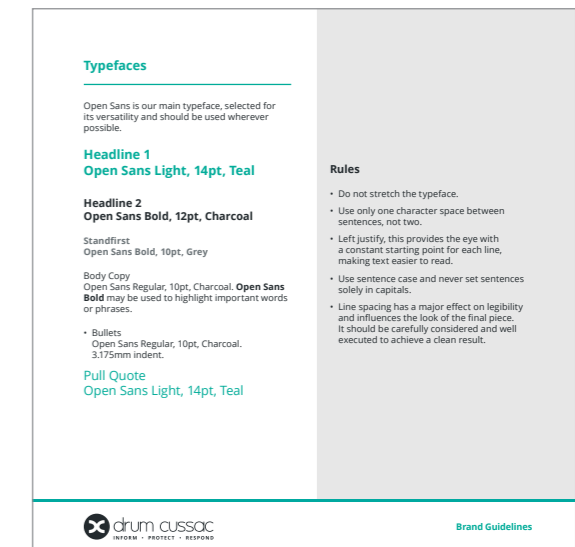 Typefaces
Open Sans is our main typeface, selected for
its versatility and should be used wherever
possible.
Headline 1
Open Sans Light, 14pt, Teal
Headline 2
Open Sans Bold, 12pt, Charcoal
Standfirst
Open Sans Bold, 10pt, Grey
Body Copy
Open Sans Regular, 10pt, Charcoal. Open Sans
Bold may be used to highlight important words
or phrases.
• Bullets
Open Sans Regular, 10pt, Charcoal.
3.175mm indent.
Pull Quote
Open Sans Light, 14pt, Teal
Rules
• Do not stretch the typeface.
• Use only one character space between
sentences, not two.
• Left justify, this provides the eye with
a constant starting point for each line,
making text easier to read.
• Use sentence case and never set sentences
solely in capitals.
• Line spacing has a major effect on legibility
and influences the look of the final piece.
It should be carefully considered and well
executed to achieve a clean result.
drum cussac
INFORM • PROTECT • RESPOND
Brand Guidelines